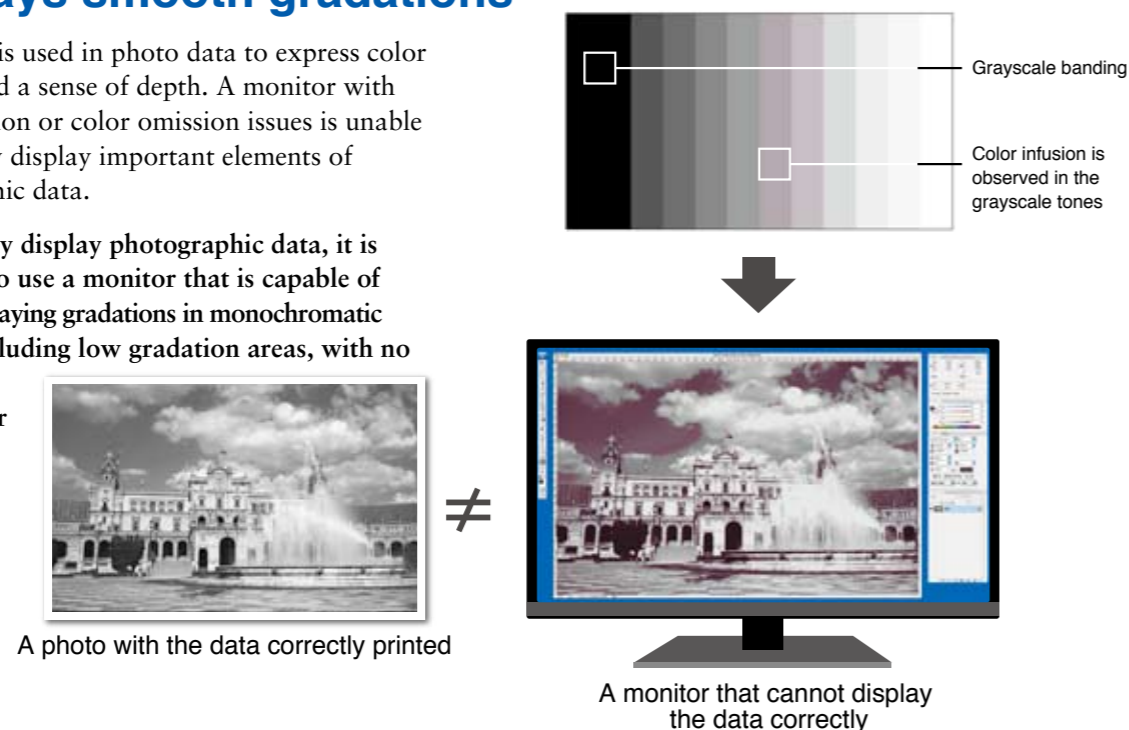 ays smooth gradations
is used in photo data to express color
d a sense of depth. A monitor with
ion or color omission issues is unable
y display important elements of
hic data.
y display photographic data, it is
o use a monitor that is capable of
aying gradations in monochromatic
luding low gradation areas, with no
r
A photo with the data correctly printed
Grayscale banding
Color infusion is
observed in the
grayscale tones
≠
A monitor that cannot display
the data correctly